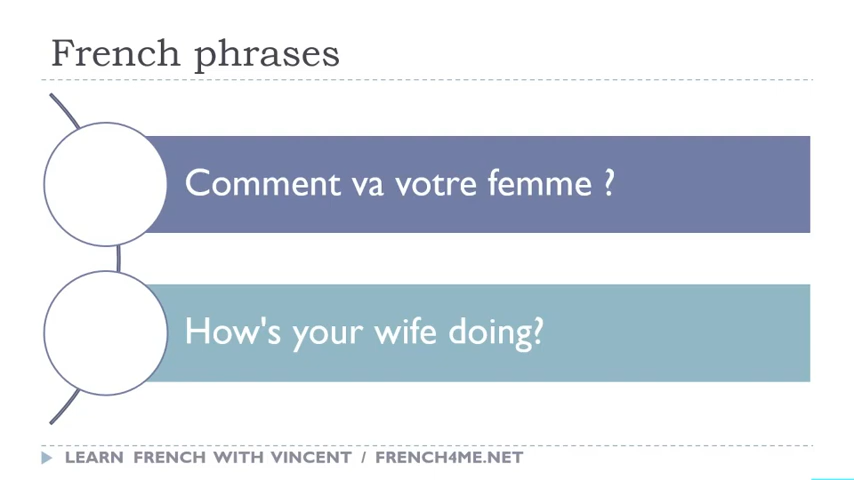 French phrases
Comment va votre femme ?
How's your wife doing?
LEARN FRENCH WITH VINCENT / FRENCH4ME.NET